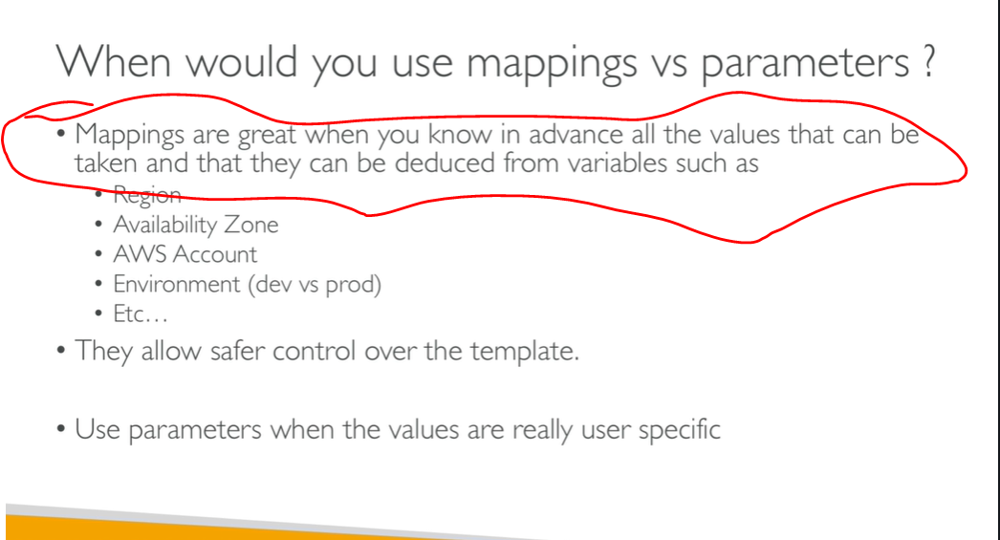 When would you use mappings vs parameters ?
• Mappings are great when you know in advance all the values that can be
taken and that they can be deduced from variables such as
• Region
• Availability Zone
• AWS Account
• Environment (dev vs prod)
• Etc…
• They allow safer control over the template.
• Use parameters when the values are really user specific